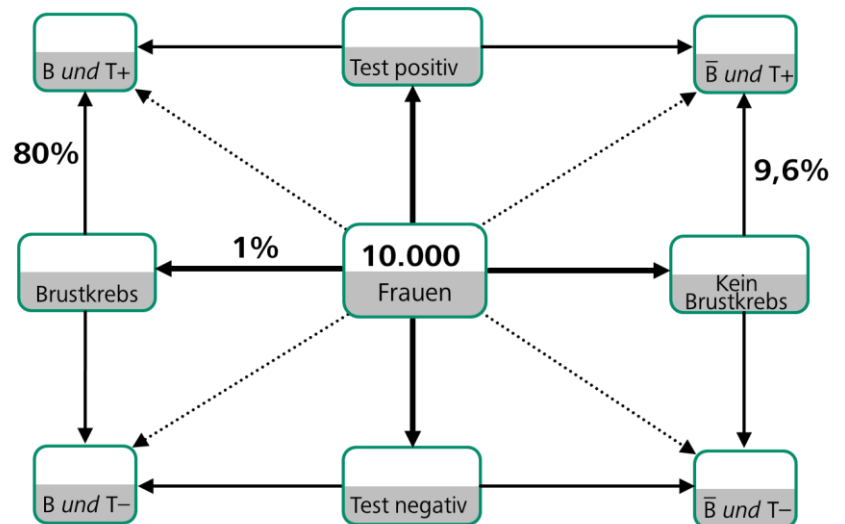 B und T+
Test positiv
B̄ und T+
80%
9,6%
1%
10.000
Frauen
Brustkrebs
Kein
Brustkrebs
B und T−
Test negativ
B̄ und T−